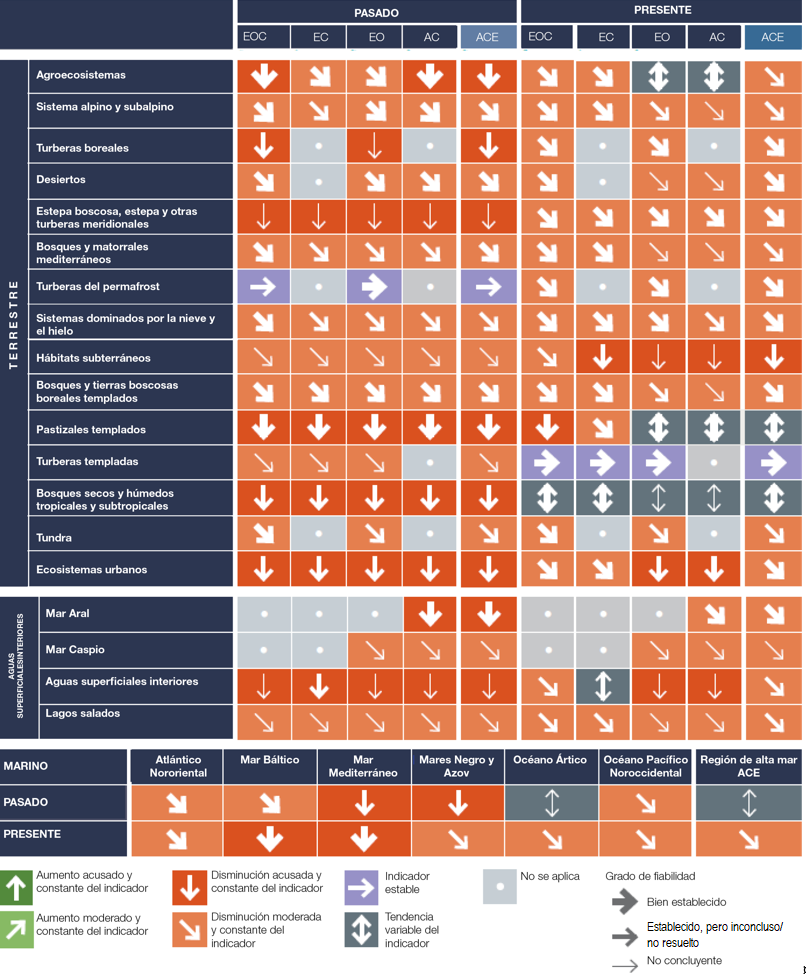 PASADO PRESENTE
EOC EC EO AC ACE EOC EC EO AC ACE
TERRESTRE
Agroecosistemas
Sistema alpino y subalpino
Turberas boreales
Desiertos
Estepa boscosa, estepa y otras
turberas meridionales
Bosques y matorrales
mediterráneos
Turberas del permafrost
Sistemas dominados por la nieve y
el hielo
Hábitats subterráneos
Bosques y tierras boscosas
boreales templados
Pastizales templados
Turberas templadas
Bosques secos y húmedos
tropicales y subtropicales
Tundra
Ecosistemas urbanos
AGUAS
SUPERFICIALESINTERIORES
Mar Aral
Mar Caspio
Aguas superficiales interiores
Lagos salados
MARINO
Atlántico
Nororiental
Mar Báltico
Mar
Mediterráneo
Mares Negro y
Azov
Océano Ártico
Océano Pacífico
Noroccidental
Región de alta mar
ACE
PASADO
PRESENTE
Aumento acusado y
constante del indicador
Aumento moderado y
constante del indicador
Disminución acusada y
constante del indicador
Disminución moderada
y constante del
indicador
Indicador
estable
Tendencia
variable del
indicador
No se aplica
Grado de fiabilidad
Bien establecido
Establecido, pero inconcluso/
no resuelto
No concluyente